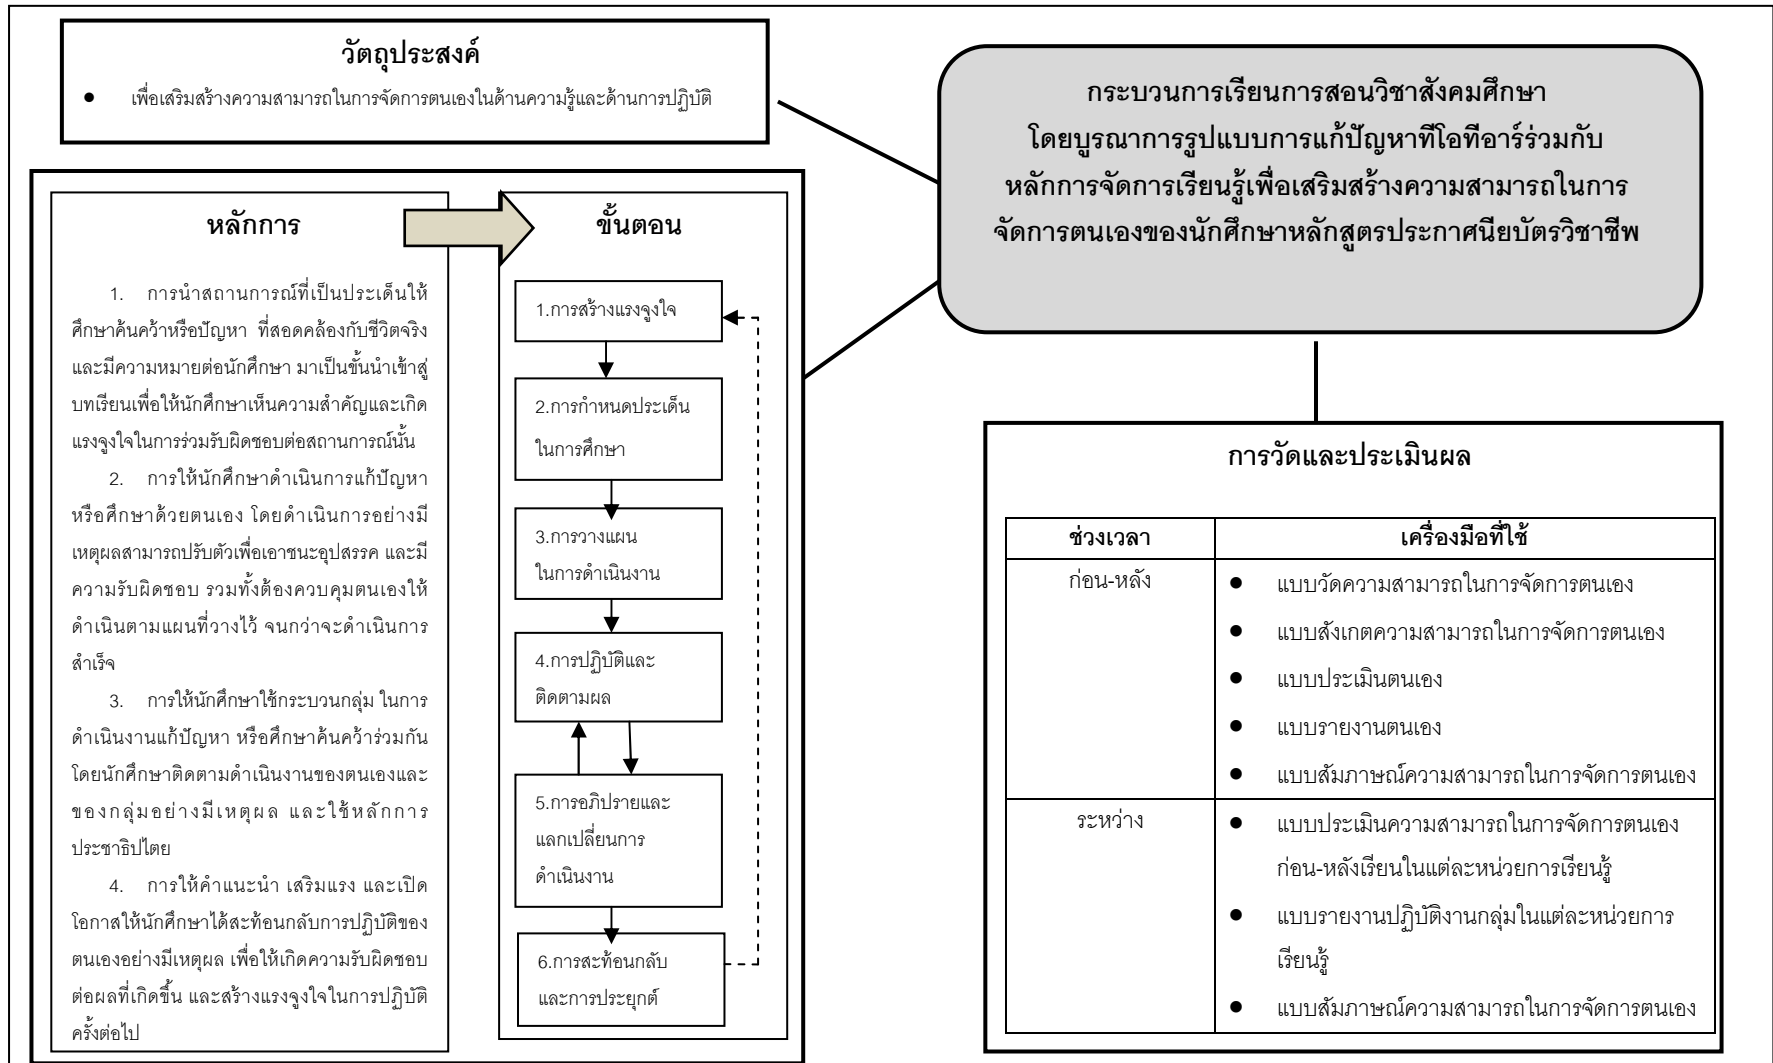 วัตถุประสงค์
● เพื่อเสริมสร้างความสามารถในการจัดการตนเองในด้านความรู้และด้านการปฏิบัติ
กระบวนการเรียนการสอนวิชาสังคมศึกษา
โดยบูรณาการรูปแบบการแก้ปัญหาทีโอทีอาร์ร่วมกับ
หลักการจัดการเรียนรู้เพื่อเสริมสร้างความสามารถในการ
จัดการตนเองของนักศึกษาหลักสูตรประกาศนียบัตรวิชาชีพ
หลักการ
1. การนำสถานการณ์ที่เป็นประเด็นให้
ศึกษาค้นคว้าหรือปัญหา ที่สอดคล้องกับชีวิตจริง
และมีความหมายต่อนักศึกษา มาเป็นขั้นนำเข้าสู่
บทเรียนเพื่อให้นักศึกษาเห็นความสำคัญและเกิด
แรงจูงใจในการร่วมรับผิดชอบต่อสถานการณ์นั้น
2. การให้นักศึกษาดำเนินการแก้ปัญหา
หรือศึกษาด้วยตนเอง โดยดำเนินการอย่างมี
เหตุผลสามารถปรับตัวเพื่อเอาชนะอุปสรรค และมี
ความรับผิดชอบ รวมทั้งต้องควบคุมตนเองให้
ดำเนินตามแผนที่วางไว้ จนกว่าจะดำเนินการ
สำเร็จ
3. การให้นักศึกษาใช้กระบวนกลุ่ม ในการ
ดำเนินงานแก้ปัญหา หรือศึกษาค้นคว้าร่วมกัน
โดยนักศึกษาติดตามดำเนินงานของตนเองและ
ของกลุ่มอย่างมีเหตุผล และใช้หลักการ
ประชาธิปไตย
4. การให้คำแนะนำ เสริมแรง และเปิด
โอกาสให้นักศึกษาได้สะท้อนกลับการปฏิบัติของ
ตนเองอย่างมีเหตุผล เพื่อให้เกิดความรับผิดชอบ
ต่อผลที่เกิดขึ้น และสร้างแรงจูงใจในการปฏิบัติ
ครั้งต่อไป
ขั้นตอน
1.การสร้างแรงจูงใจ
2.การกำหนดประเด็น
ในการศึกษา
3.การวางแผน
ในการดำเนินงาน
4.การปฏิบัติและ
ติดตามผล
5.การอภิปรายและ
แลกเปลี่ยนการ
ดำเนินงาน
6.การสะท้อนกลับ
และการประยุกต์
การวัดและประเมินผล
ช่วงเวลา เครื่องมือที่ใช้
ก่อน-หลัง ● แบบวัดความสามารถในการจัดการตนเอง
● แบบสังเกตความสามารถในการจัดการตนเอง
● แบบประเมินตนเอง
● แบบรายงานตนเอง
● แบบสัมภาษณ์ความสามารถในการจัดการตนเอง
ระหว่าง ● แบบประเมินความสามารถในการจัดการตนเอง
ก่อน-หลังเรียนในแต่ละหน่วยการเรียนรู้
● แบบรายงานปฏิบัติงานกลุ่มในแต่ละหน่วยการ
เรียนรู้
● แบบสัมภาษณ์ความสามารถในการจัดการตนเอง